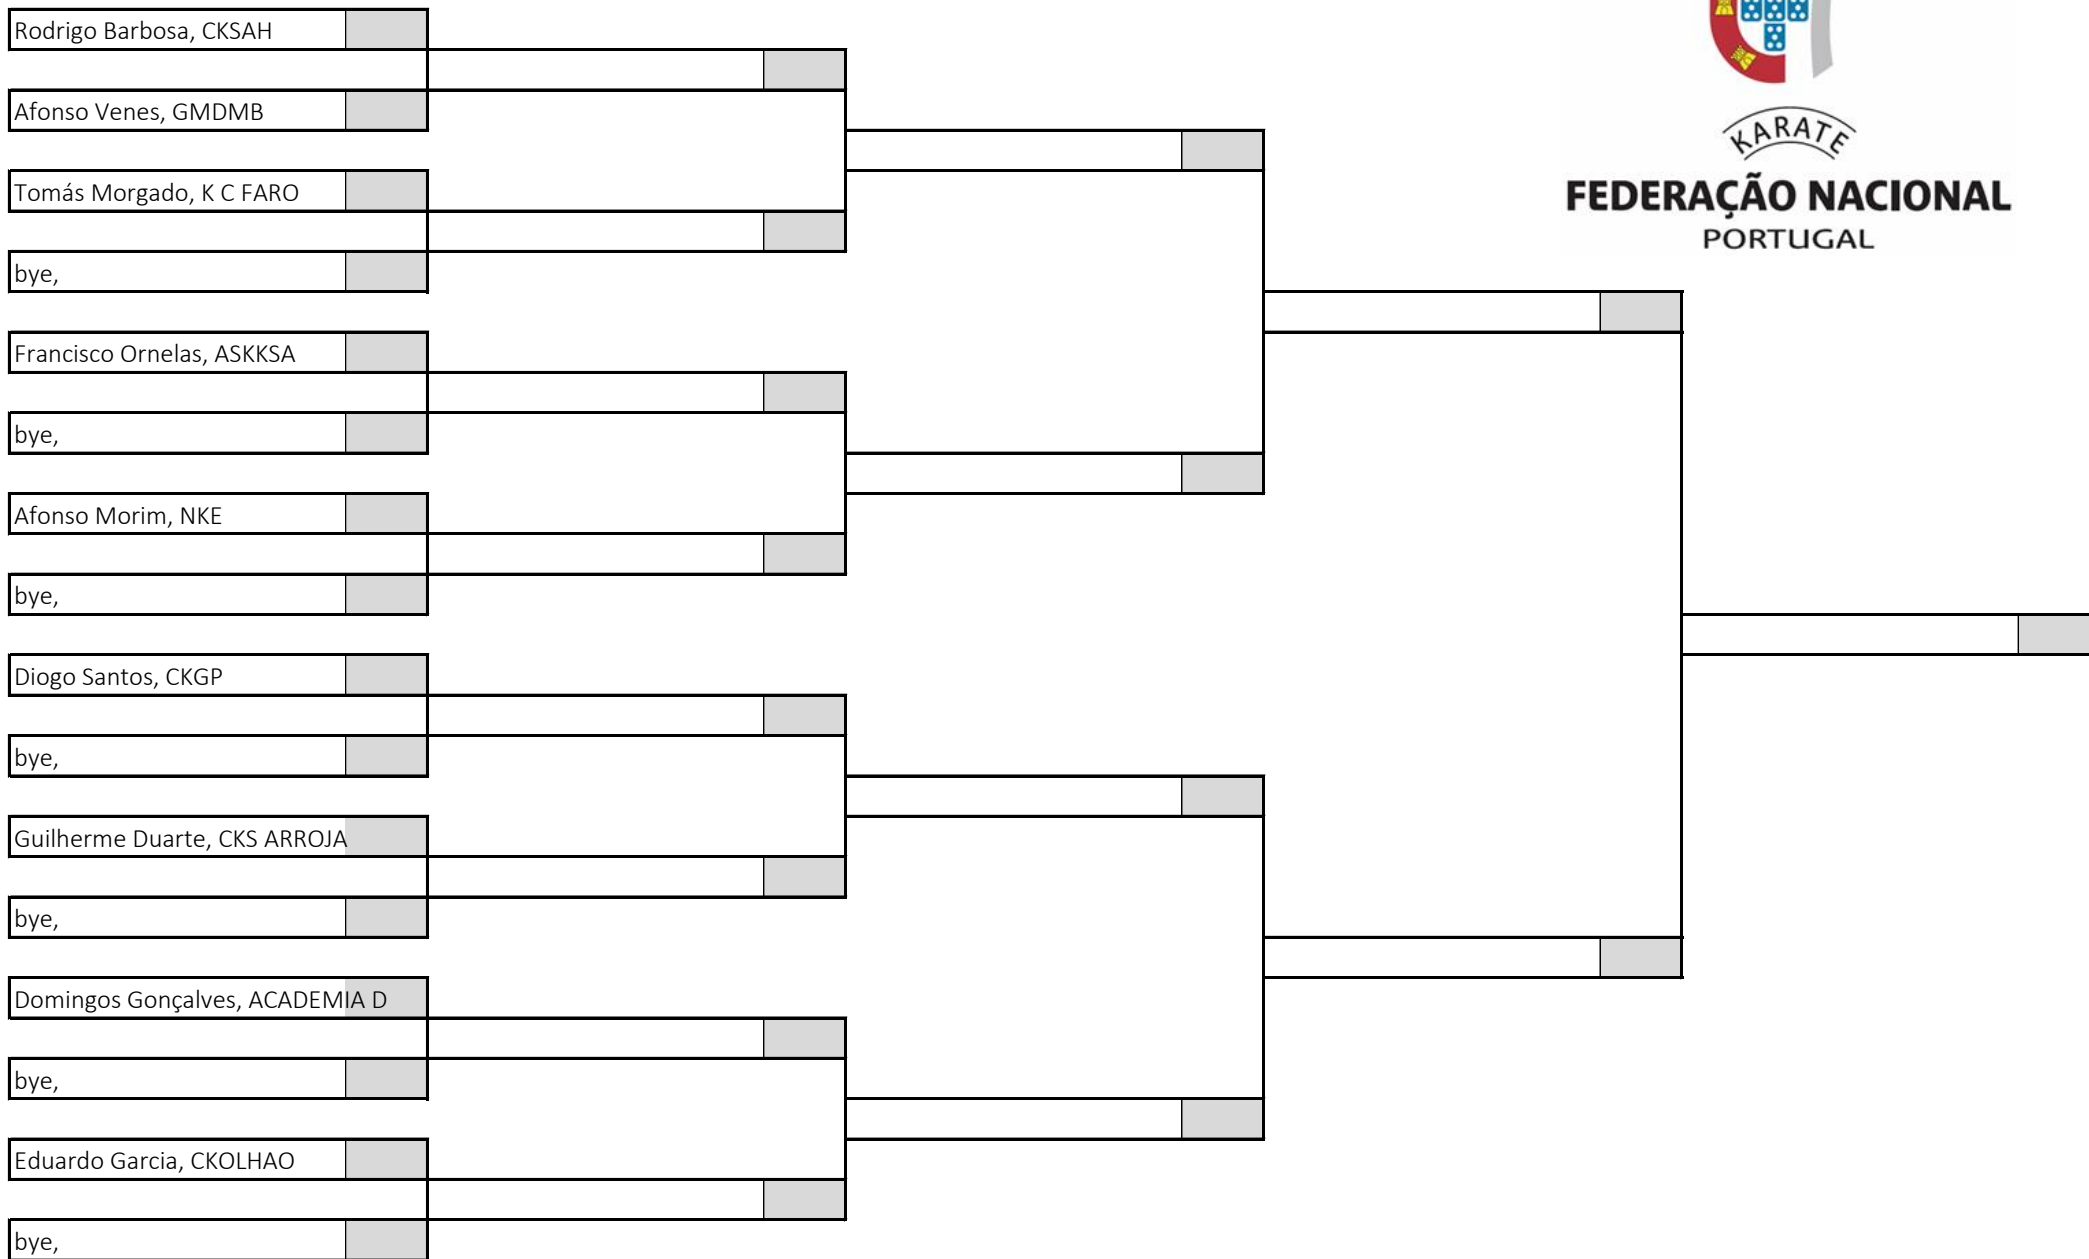 Rodrigo Barbosa, CKSAH
Afonso Venes, GMDMB
Tomás Morgado, K C FARO
bye,
Francisco Ornelas, ASKKSA
bye,
Afonso Morim, NKE
bye,
Diogo Santos, CKGP
bye,
Guilherme Duarte, CKS ARROJA
bye,
Domingos Gonçalves, ACADEMIA D
bye,
Eduardo Garcia, CKOLHAO
bye,
KARATE
FEDERAÇÃO NACIONAL
PORTUGAL